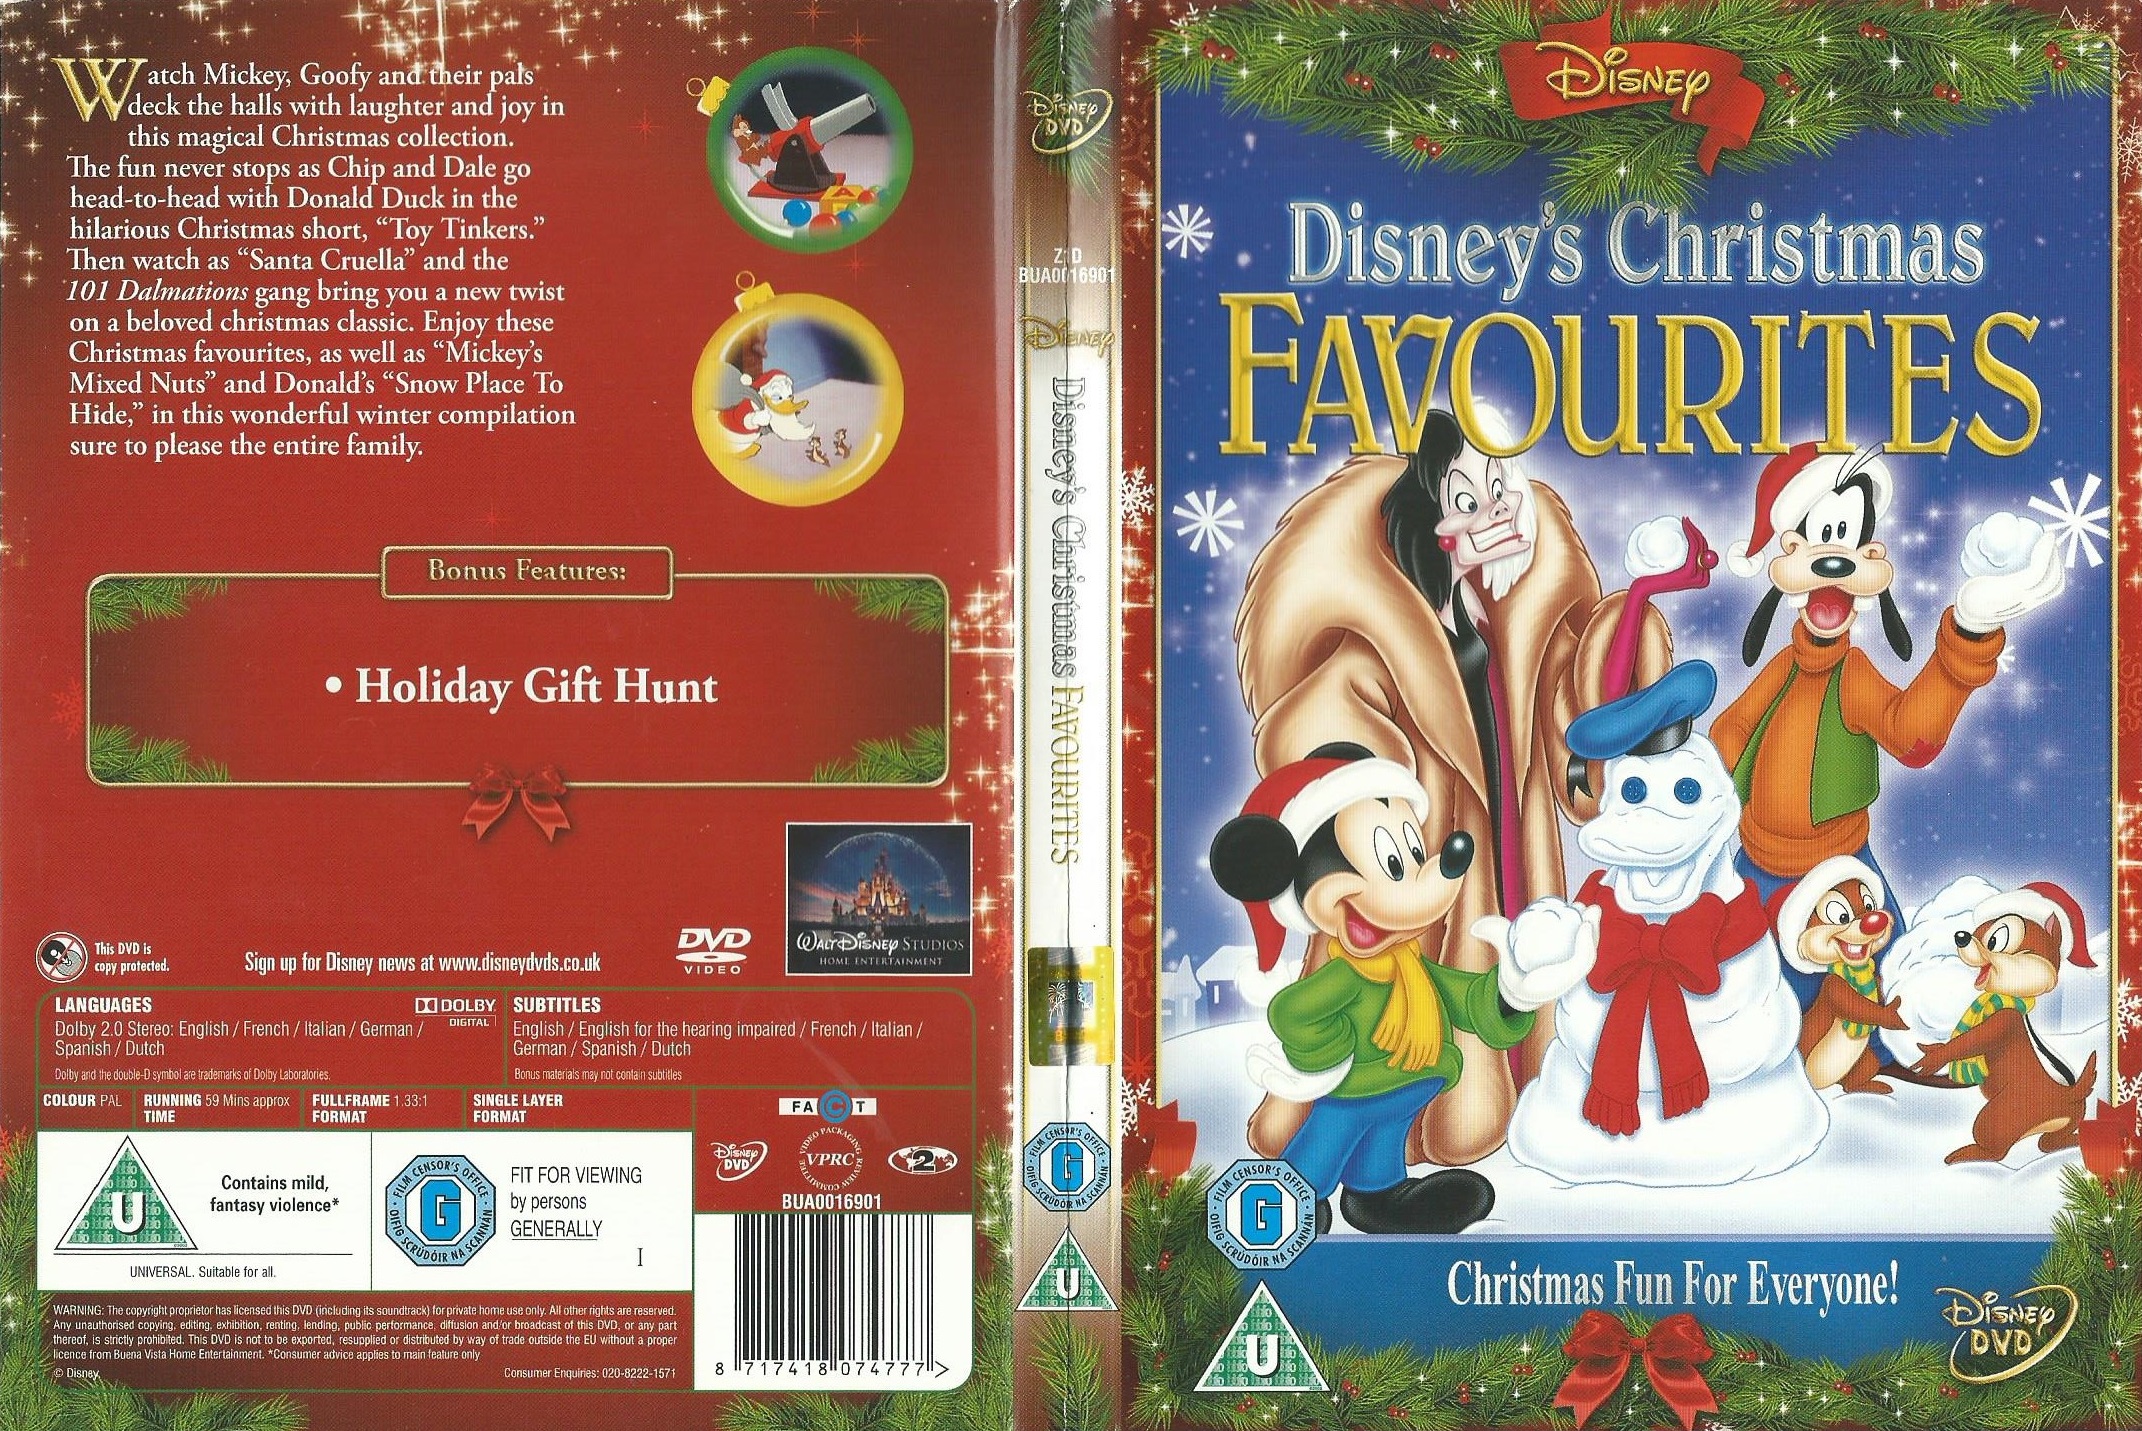 Watch Mickey, Goofy and their pals
deck the halls with laughter and joy in
this magical Christmas collection.
The fun never stops as Chip and Dale go
head-to-head with Donald Duck in the
hilarious Christmas short, “Toy Tinkers.”
Then watch as “Santa Cruella” and the
101 Dalmations gang bring you a new twist
on a beloved christmas classic. Enjoy these
Christmas favourites, as well as “Mickey’s
Mixed Nuts” and Donald’s “Snow Place To
Hide,” in this wonderful winter compilation
sure to please the entire family.
Bonus Features:
• Holiday Gift Hunt
This DVD is
copy protected.
Sign up for Disney news at www.disneydvds.co.uk
DVD
VIDEO
WALT DISNEY STUDIOS
HOME ENTERTAINMENT
LANGUAGES
DOLBY
DIGITAL
Dolby 2.0 Stereo: English / French / Italian / German /
Spanish / Dutch
Dolby and the double-D symbol are trademarks of Dolby Laboratories.
SUBTITLES
English / English for the hearing impaired / French / Italian /
German / Spanish / Dutch
Bonus materials may not contain subtitles
COLOUR PAL
RUNNING 59 Mins approx
TIME
FULLFRAME 1.33:1
FORMAT
SINGLE LAYER
FORMAT
U
Contains mild,
fantasy violence*
UNIVERSAL. Suitable for all.
FILM CENSOR'S OFFICE
G
OIFIG SCRÚDÓIR NA SCANNÁN
FIT FOR VIEWING
by persons
GENERALLY
I
FACT
DISNEY
DVD
VIDEO PACKAGING REVIEW COMMITTEE
VPRC
2
BUA0016901
8 717418 074777 >
WARNING: The copyright proprietor has licensed this DVD (including its soundtrack) for private home use only. All other rights are reserved.
Any unauthorised copying, editing, exhibition, renting, lending, public performance, diffusion and/or broadcast of this DVD, or any part
thereof, is strictly prohibited. This DVD is not to be exported, resupplied or distributed by way of trade outside the EU without a proper
licence from Buena Vista Home Entertainment. *Consumer advice applies to main feature only
© Disney.
Consumer Enquiries: 020-8222-1571
DISNEY
DVD
BUA0016901
DISNEY
Disney's Christmas FAVOURITES
FILM CENSOR'S OFFICE
G
OIFIG SCRÚDÓIR NA SCANNÁN
U
DISNEY
Disney's Christmas
FAVOURITES
FILM CENSOR'S OFFICE
G
OIFIG SCRÚDÓIR NA SCANNÁN
U
Christmas Fun For Everyone!
DISNEY
DVD